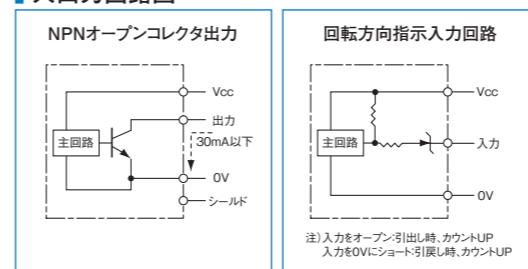 NPNオープンコレクタ出力
Vcc
出力
主回路
30mA以下
0V
シールド
回転方向指示入力回路
Vcc
主回路
入力
0V
注)入力をオープン:引出し時、カウントUP
入力を0Vにショート:引戻し時、カウントUP